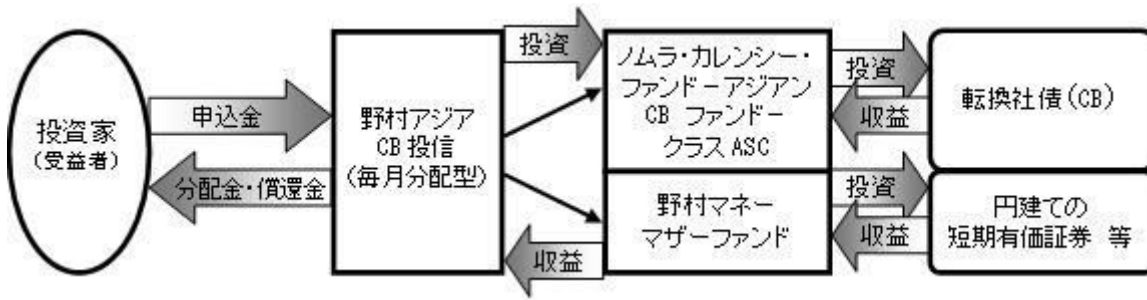 投資家
(受益者)
申込金
分配金・償還金
野村アジア
CB 投信
(毎月分配型)
投資
収益
ノムラ・カレンシー・
ファンド－アジアン
CB ファンド－
クラス ASC
野村マネー
マザーファンド
投資
収益
転換社債(CB)
投資
収益
円建ての
短期有価証券 等